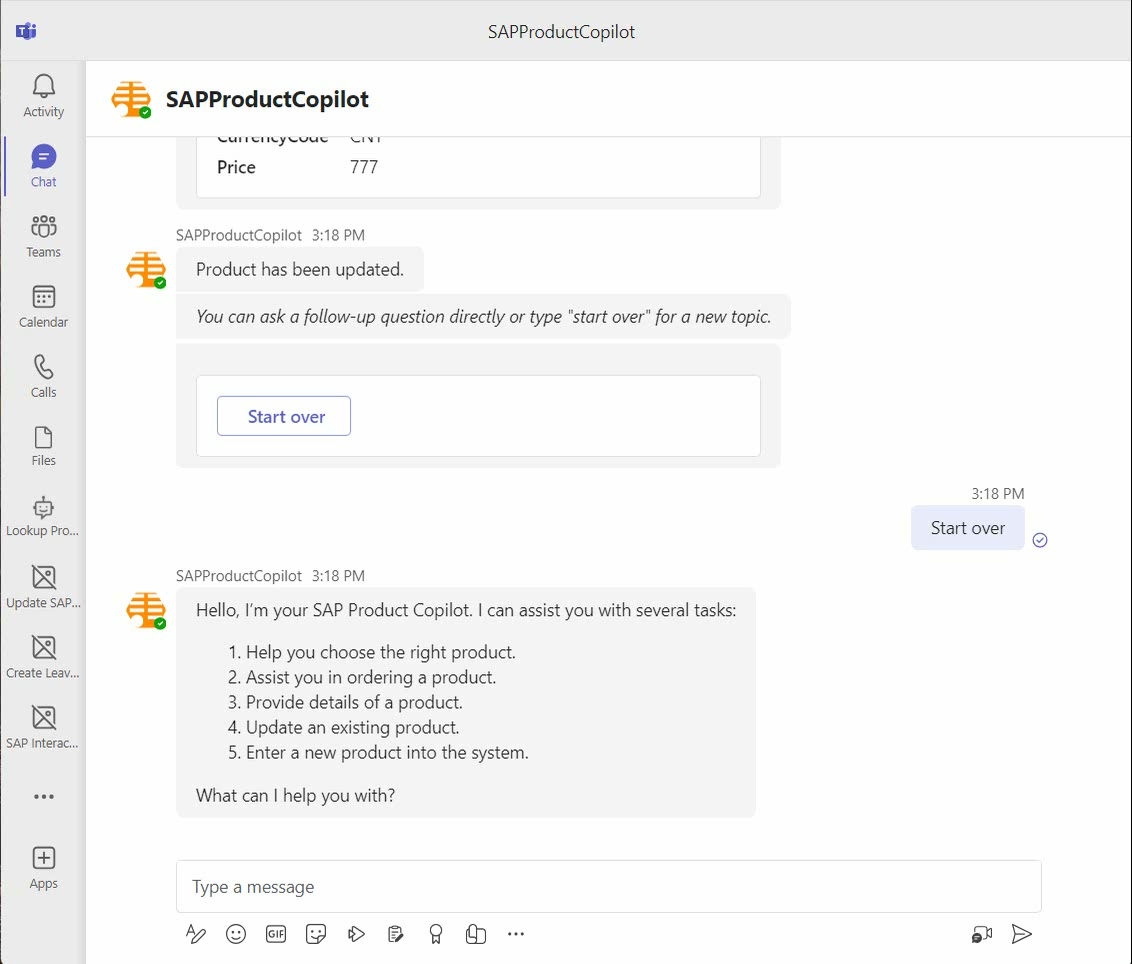 SAPProductCopilot
Activity
Chat
Teams
Calendar
Calls
Files
Lookup Pro...
Update SAP...
Create Leav...
SAP Interac...
Apps
SAPProductCopilot
CurrencyCode CNY
Price 777
SAPProductCopilot 3:18 PM
Product has been updated.
You can ask a follow-up question directly or type "start over" for a new topic.
Start over
3:18 PM
Start over
SAPProductCopilot 3:18 PM
Hello, I'm your SAP Product Copilot. I can assist you with several tasks:
1. Help you choose the right product.
2. Assist you in ordering a product.
3. Provide details of a product.
4. Update an existing product.
5. Enter a new product into the system.
What can I help you with?
Type a message
GIF